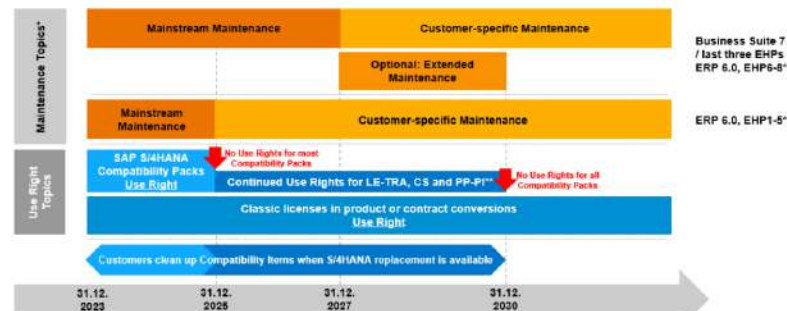 Maintenance Topics*
Mainstream Maintenance
Customer-specific Maintenance
Optional: Extended
Maintenance
Business Suite 7
/ last three EHPs
ERP 6.0, EHP6-8*
Mainstream
Maintenance
Customer-specific Maintenance
ERP 6.0, EHP1-5*
Use Right
Topics
SAP S/4HANA
Compatibility Packs
Use Right
No Use Rights for most
Compatibility Packs
Continued Use Rights for LE-TRA, CS and PP-PI**
No Use Rights for all
Compatibility Packs
Classic licenses in product or contract conversions
Use Right
Customers clean up Compatibility Items when S/4HANA replacement is available
31.12.
2023
31.12.
2025
31.12.
2027
31.12.
2030